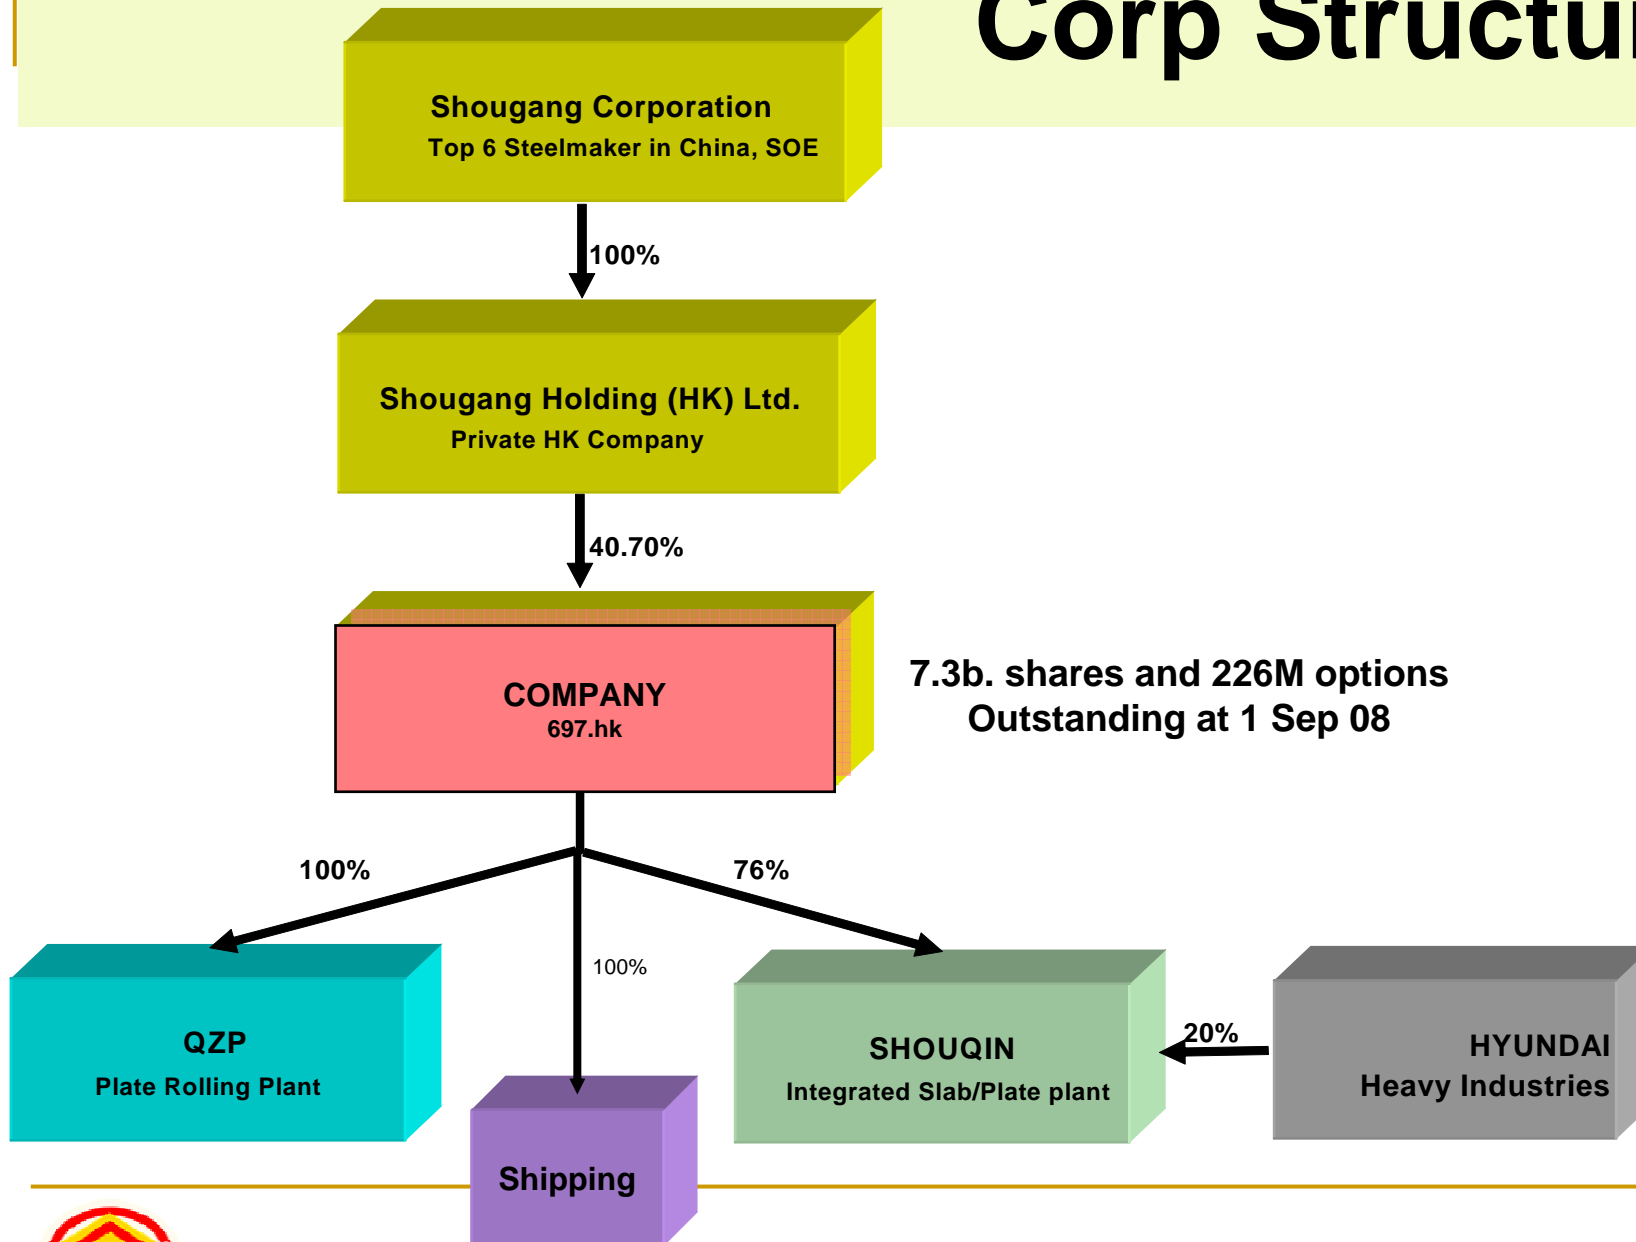 Corp Structu
Shougang Corporation
Top 6 Steelmaker in China, SOE
100%
Shougang Holding (HK) Ltd.
Private HK Company
40.70%
COMPANY
697.hk
7.3b. shares and 226M options
Outstanding at 1 Sep 08
100%
76%
100%
QZP
Plate Rolling Plant
SHOUQIN
Integrated Slab/Plate plant
20%
HYUNDAI
Heavy Industries
Shipping